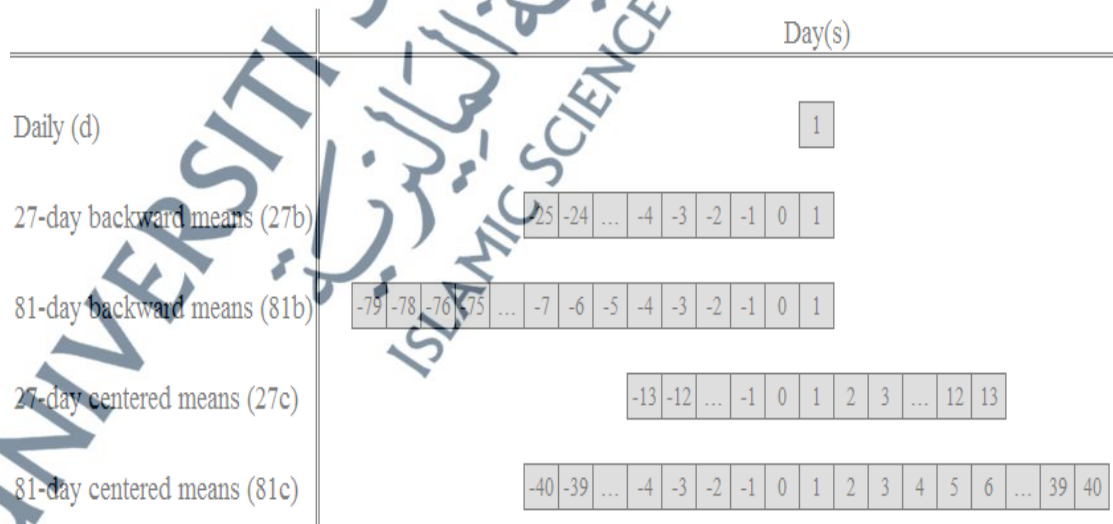 Day(s)
Daily (d) 1
27-day backward means (27b) -25 -24 ... -4 -3 -2 -1 0 1
81-day backward means (81b) -79 -78 -76 -75 ... -7 -6 -5 -4 -3 -2 -1 0 1
27-day centered means (27c) -13 -12 ... -1 0 1 2 3 ... 12 13
81-day centered means (81c) -40 -39 ... -4 -3 -2 -1 0 1 2 3 4 5 6 ... 39 40
UNIVERSITI
ISLAMIC SCIENCE